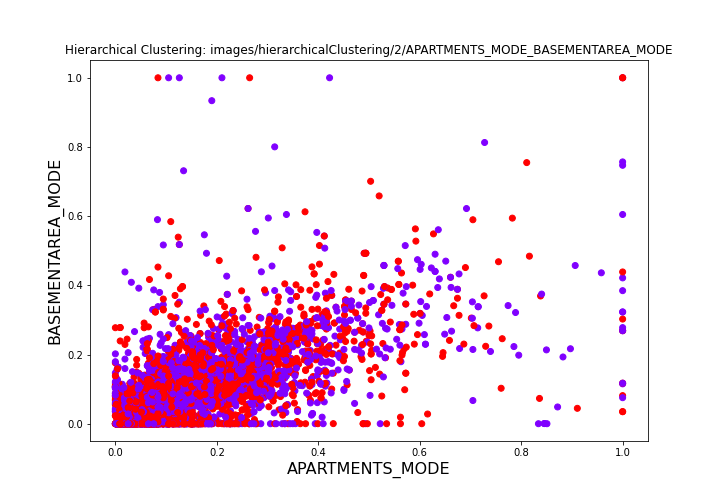 Hierarchical Clustering: images/hierarchicalClustering/2/APARTMENTS_MODE_BASEMENTAREA_MODE
1.0
0.8
0.6
0.4
0.2
0.0
BASEMENTAREA_MODE
0.0 0.2 0.4 0.6 0.8 1.0
APARTMENTS_MODE